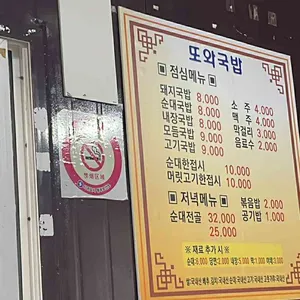 또와국밥
▣ 점심메뉴 ▣
돼지국밥 8.000
순대국밥 8.000
내장국밥 9.000
모듬국밥 9.000
고기국밥 9.000
소 주 4.000
맥 주 4.000
막걸리 3.000
음료수 2.000
순대한접시 10.000
머릿고기한접시 10.000
▣ 저녁메뉴 ▣
순대전골 32,000
25,000
볶음밥 2.000
공기밥 1.000
※ 재료 추가 시 ※
금연구역